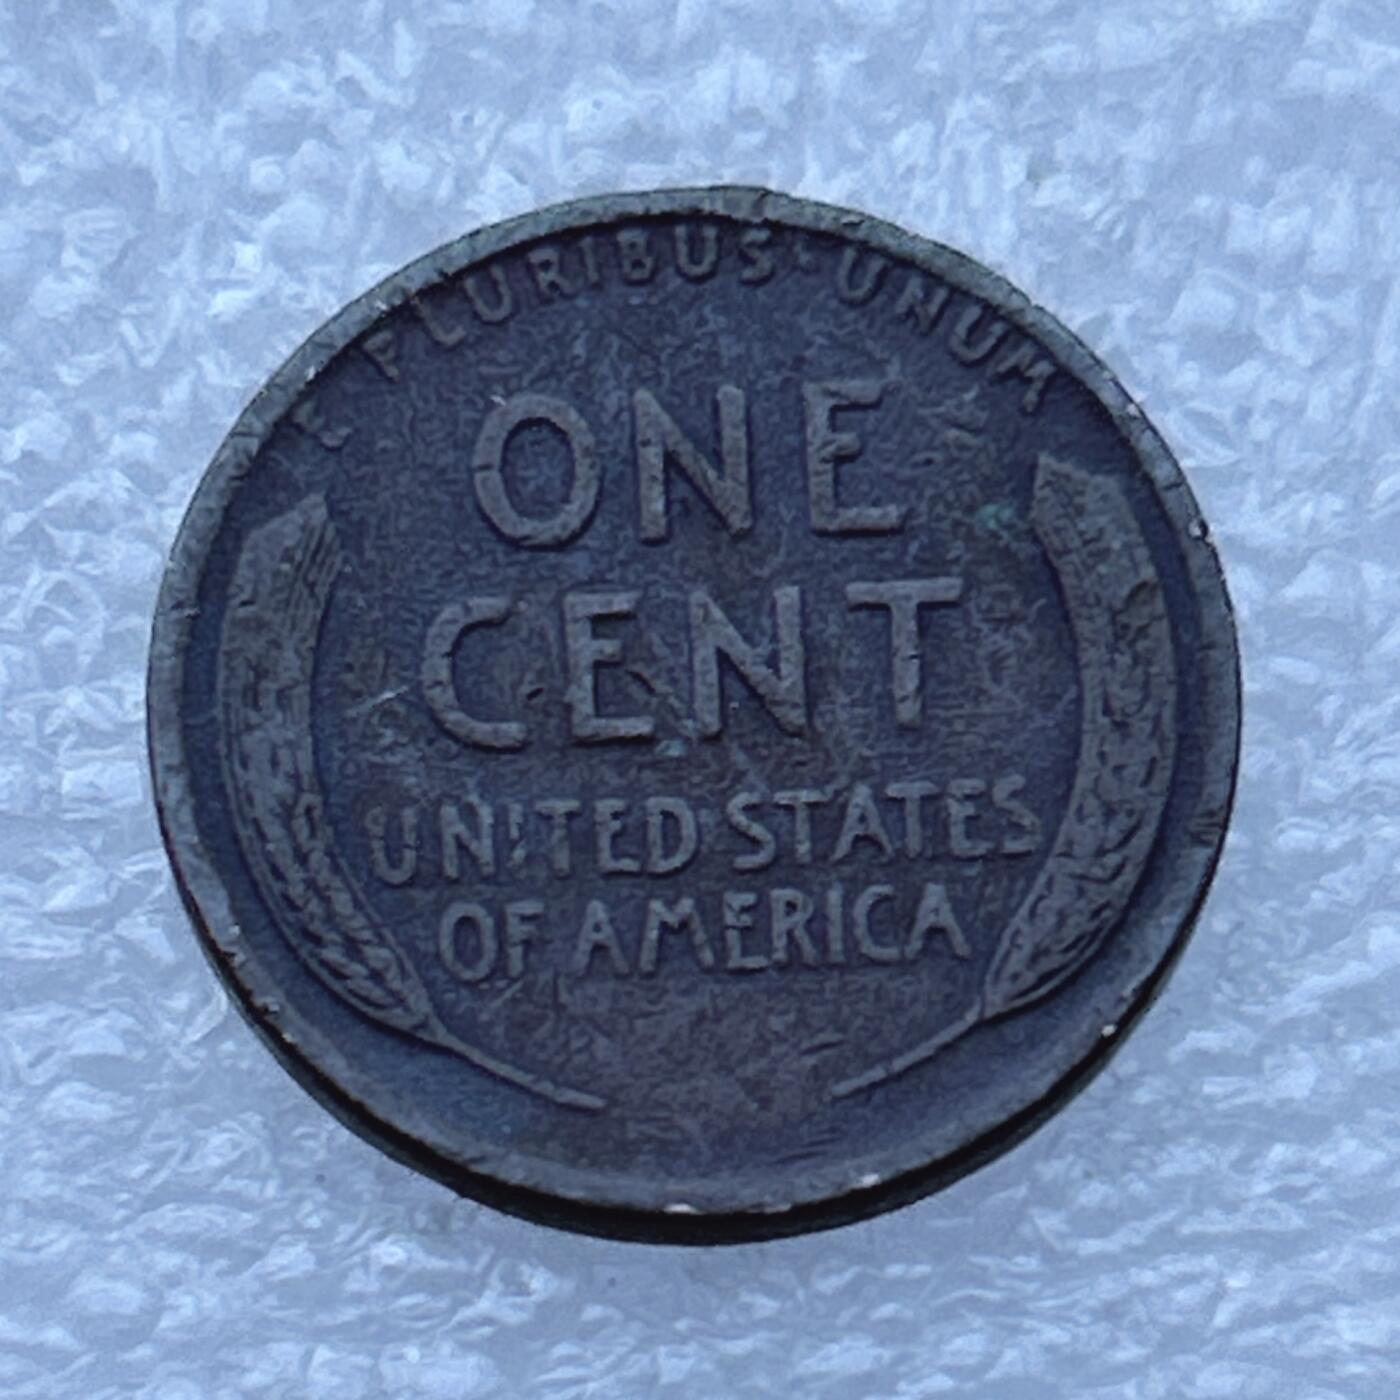 E PLURIBUS·UNUM
ONE
CENT
UNITED STATES
OF AMERICA